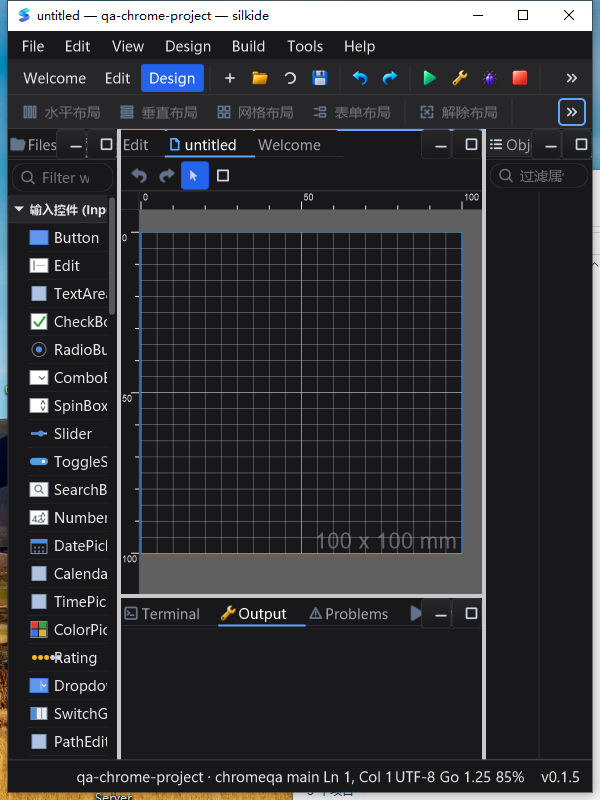 untitled — qa-chrome-project — silkide
File Edit View Design Build Tools Help
Welcome Edit Design
水平布局 垂直布局 网格布局 表单布局 解除布局
Files Edit untitled Welcome Obj
Filter w 过滤属
0 50 100
输入控件 (Inp
Button
Edit
TextArea
CheckBo
RadioBu
ComboB
SpinBox
Slider
ToggleS
SearchB
Number
DatePick
Calenda
TimePic
ColorPic
Rating
Dropdov
SwitchG
PathEdit
0
50
100
100 x 100 mm
Terminal Output Problems
qa-chrome-project · chromeqa main Ln 1, Col 1 UTF-8 Go 1.25 85% v0.1.5
Server